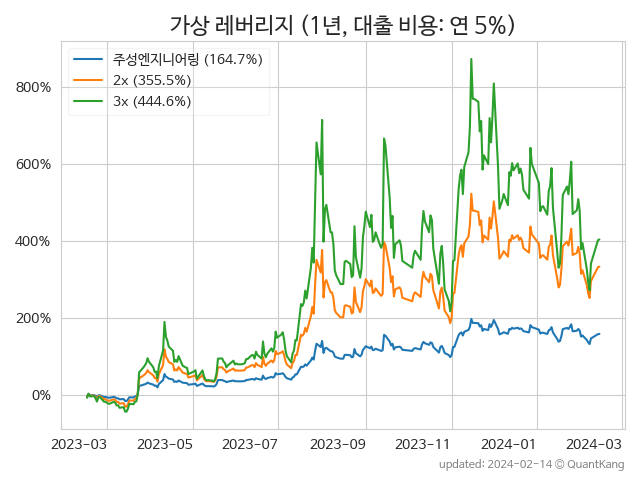 가상 레버리지 (1년, 대출 비용: 연 5%)
주성엔지니어링 (164.7%)
2x (355.5%)
3x (444.6%)
800%
600%
400%
200%
0%
2023-03 2023-05 2023-07 2023-09 2023-11 2024-01 2024-03
updated: 2024-02-14 © QuantKang